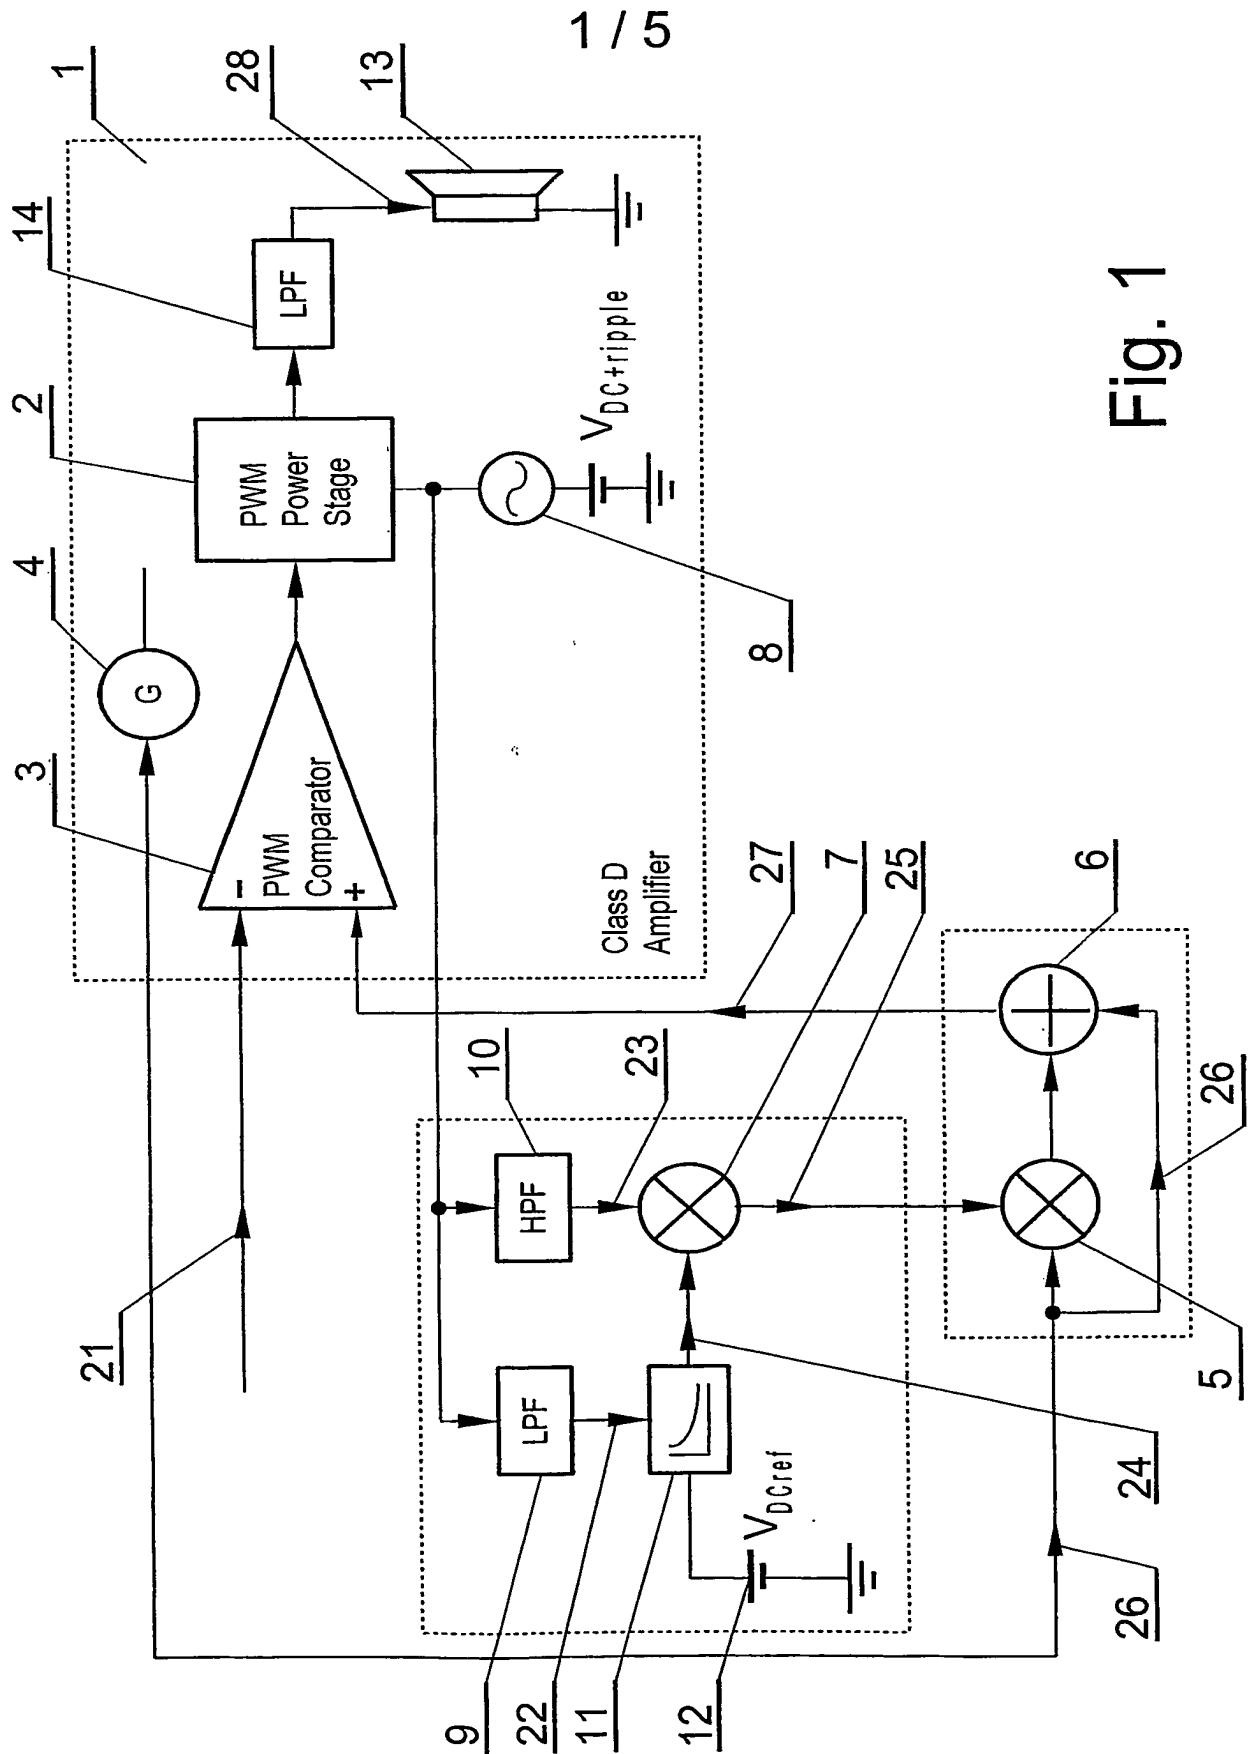 1 / 5
1
28
13
14
LPF
2
PWM
Power
Stage
V_DC+ripple
4
G
8
3
-
PWM
Comparator
+
Class D
Amplifier
27
7
25
6
10
HPF
23
26
21
LPF
5
24
V_DCref
26
9
22
11
12
Fig. 1